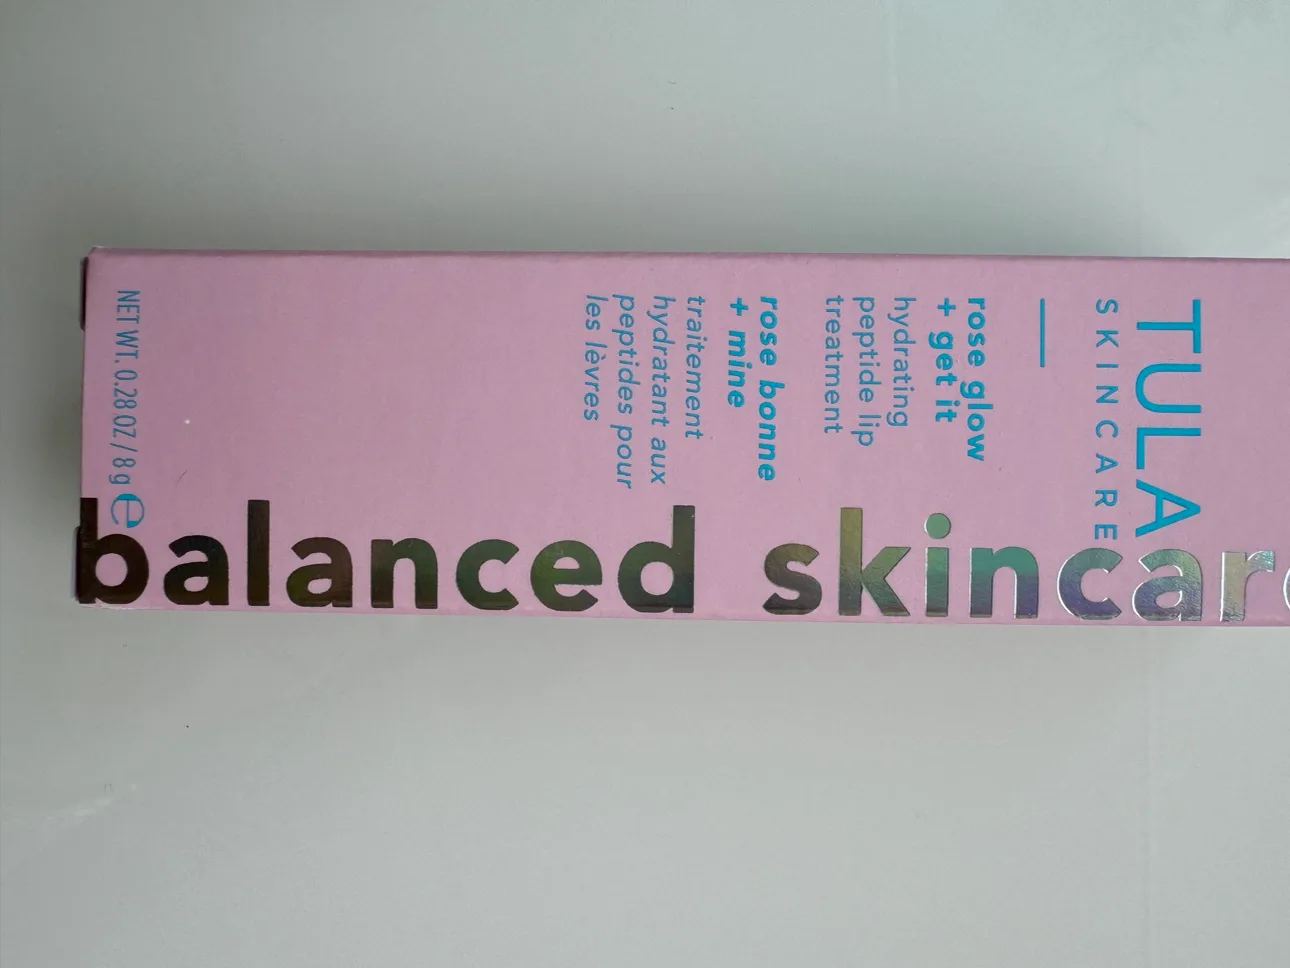 TULA
SKINCARE
rose glow
+ get it
hydrating
peptide lip
treatment
rose bonne
+ mine
traitement
hydratant aux
peptides pour
les lèvres
NET WT. 0.28 OZ / 8 g ℮
balanced skincare